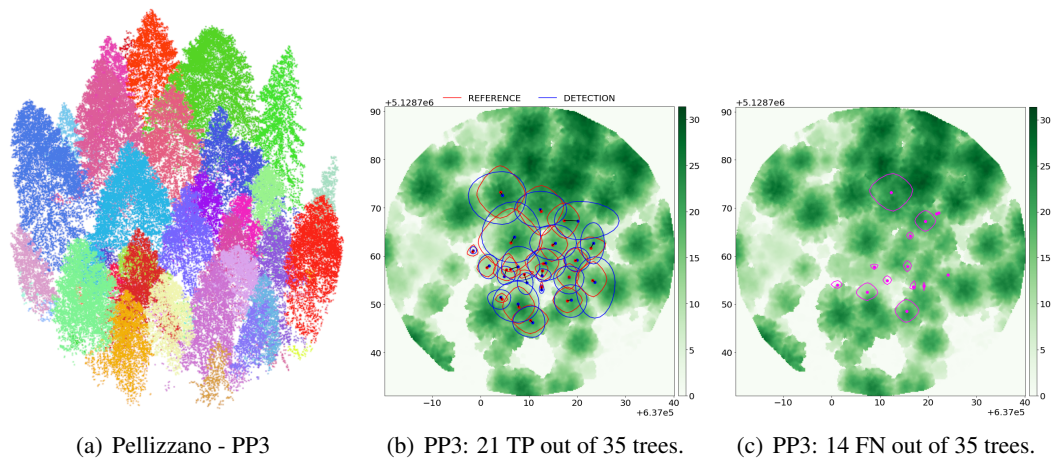 REFERENCE DETECTION
+5.1287e6
90
80
70
60
50
40
−10 0 10 20 30 40
+6.37e5
30
25
20
15
10
5
0
+5.1287e6
90
80
70
60
50
40
−10 0 10 20 30 40
+6.37e5
30
25
20
15
10
5
0
(a) Pellizzano - PP3
(b) PP3: 21 TP out of 35 trees.
(c) PP3: 14 FN out of 35 trees.